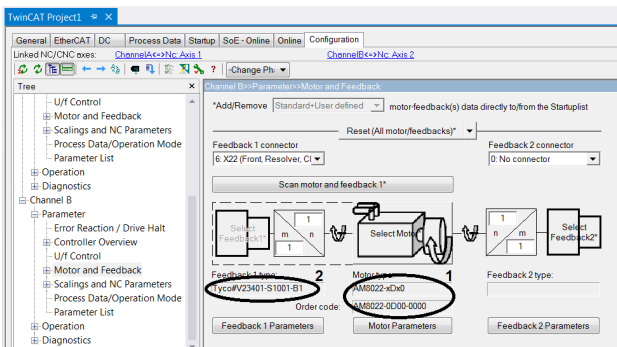 TwinCAT Project1
General EtherCAT DC Process Data Startup SoE - Online Online Configuration
Linked NC/CNC axes: ChannelA<=>Nc: Axis 1 ChannelB<=>Nc: Axis 2
-Change Ph:
Tree
Channel B>>Parameter>>Motor and Feedback
U/f Control
Motor and Feedback
Scalings and NC Parameters
Process Data/Operation Mode
Parameter List
Operation
Diagnostics
Channel B
Parameter
Error Reaction / Drive Halt
Controller Overview
U/f Control
Motor and Feedback
Scalings and NC Parameters
Process Data/Operation Mode
Parameter List
Operation
Diagnostics
*Add/Remove Standard+User defined motor-feedback(s) data directly to/from the Startuplist
Reset (All motor/feedbacks)*
Feedback 1 connector Feedback 2 connector
6: X22 (Front, Resolver, Cl 0: No connector
Scan motor and feedback 1*
Select Feedback1* 1 m n 1 Select Motor 1 n m 1 Select Feedback2*
Feedback 1 type: 2 Motor type: 1 Feedback 2 type:
Tyco#V23401-S1001-B1 AM8022-xDx0
Order code: AM8022-0D00-0000
Feedback 1 Parameters Motor Parameters Feedback 2 Parameters